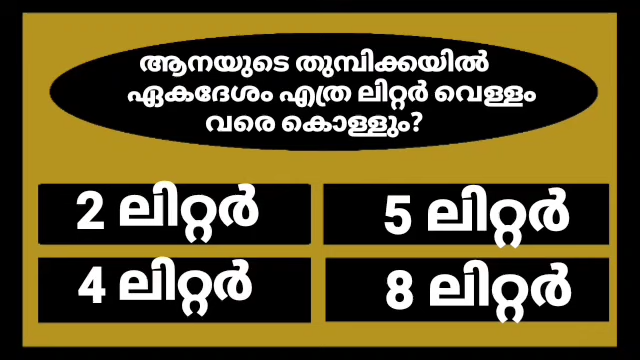 ആനയുടെ തുമ്പിക്കയിൽ
ഏകദേശം എത്ര ലിറ്റർ വെള്ളം
വരെ കൊള്ളും?
2 ലിറ്റർ
5 ലിറ്റർ
4 ലിറ്റർ
8 ലിറ്റർ